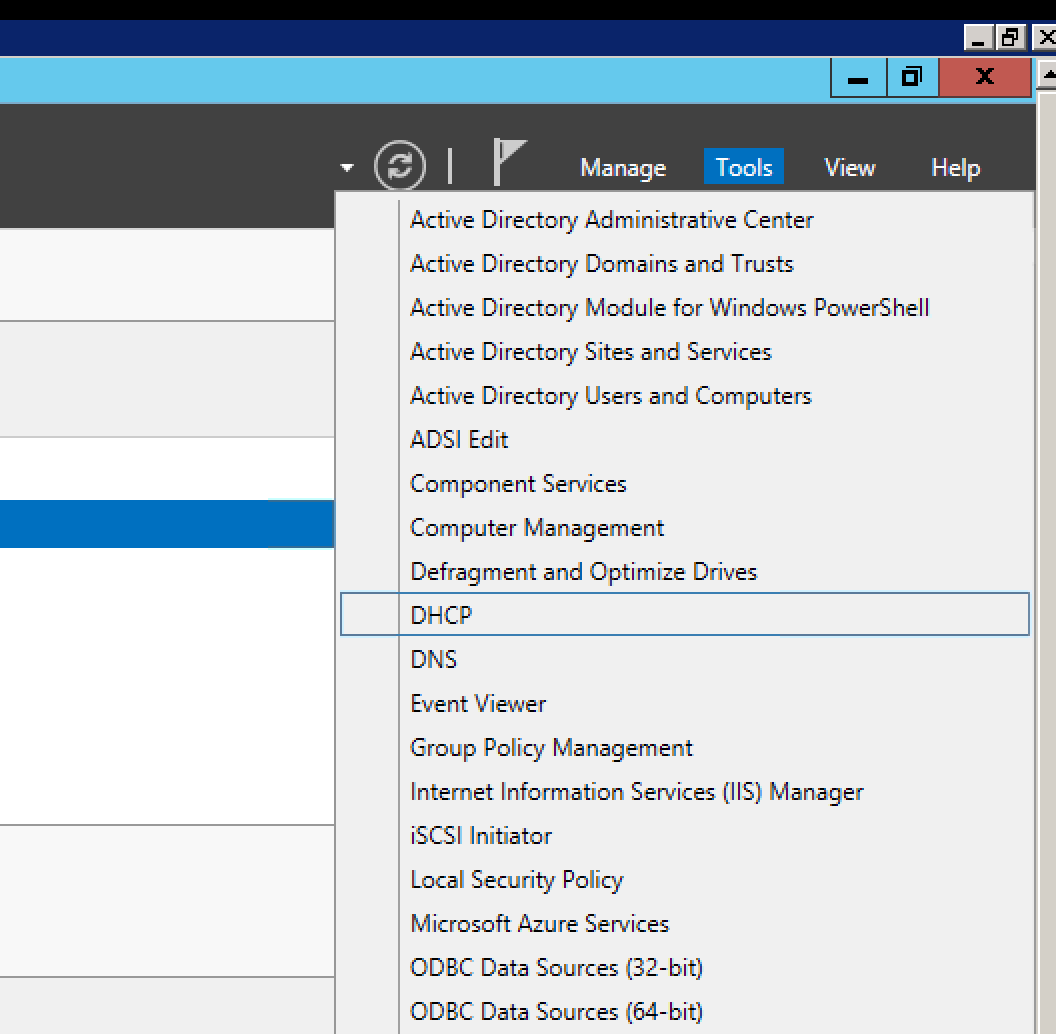 Manage Tools View Help
Active Directory Administrative Center
Active Directory Domains and Trusts
Active Directory Module for Windows PowerShell
Active Directory Sites and Services
Active Directory Users and Computers
ADSI Edit
Component Services
Computer Management
Defragment and Optimize Drives
DHCP
DNS
Event Viewer
Group Policy Management
Internet Information Services (IIS) Manager
iSCSI Initiator
Local Security Policy
Microsoft Azure Services
ODBC Data Sources (32-bit)
ODBC Data Sources (64-bit)